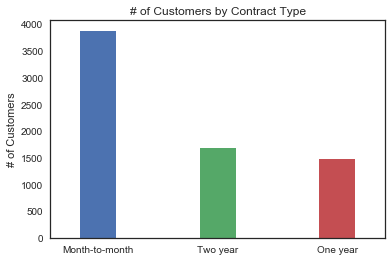 # of Customers by Contract Type
4000
3500
3000
2500
2000
1500
1000
500
0
# of Customers
Month-to-month
Two year
One year